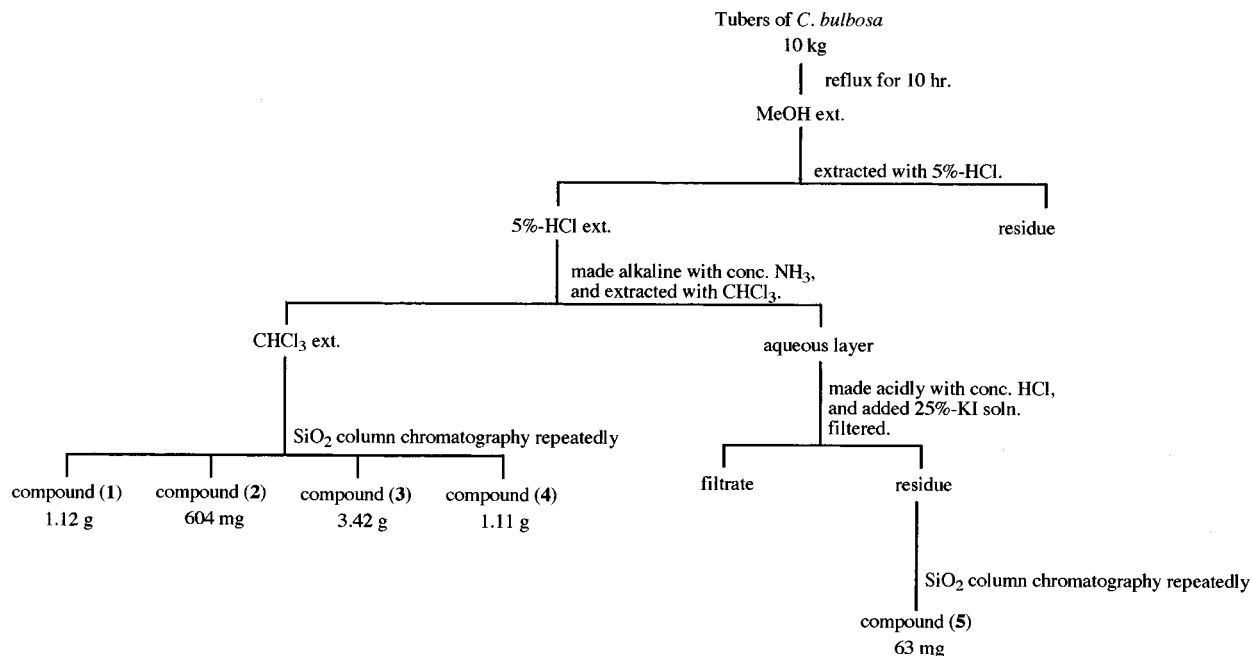 Tubers of C. bulbosa
10 kg
reflux for 10 hr.
MeOH ext.
extracted with 5%-HCl.
5%-HCl ext.
residue
made alkaline with conc. NH₃,
and extracted with CHCl₃.
CHCl₃ ext.
aqueous layer
made acidly with conc. HCl,
and added 25%-KI soln.
filtered.
SiO₂ column chromatography repeatedly
compound (1)
1.12 g
compound (2)
604 mg
compound (3)
3.42 g
compound (4)
1.11 g
filtrate
residue
SiO₂ column chromatography repeatedly
compound (5)
63 mg